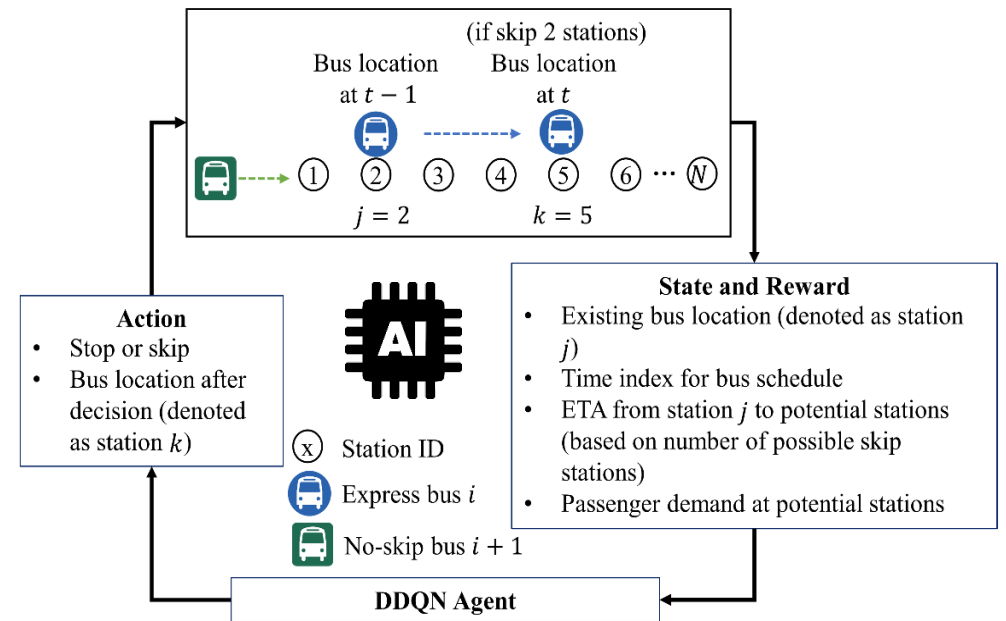 (if skip 2 stations)
Bus location
at t − 1
Bus location
at t
1 2 3 4 5 6 ⋯ N
j = 2
k = 5
Action
• Stop or skip
• Bus location after
decision (denoted
as station k)
AI
x Station ID
Express bus i
No-skip bus i + 1
State and Reward
• Existing bus location (denoted as station
j)
• Time index for bus schedule
• ETA from station j to potential stations
(based on number of possible skip
stations)
• Passenger demand at potential stations
DDQN Agent